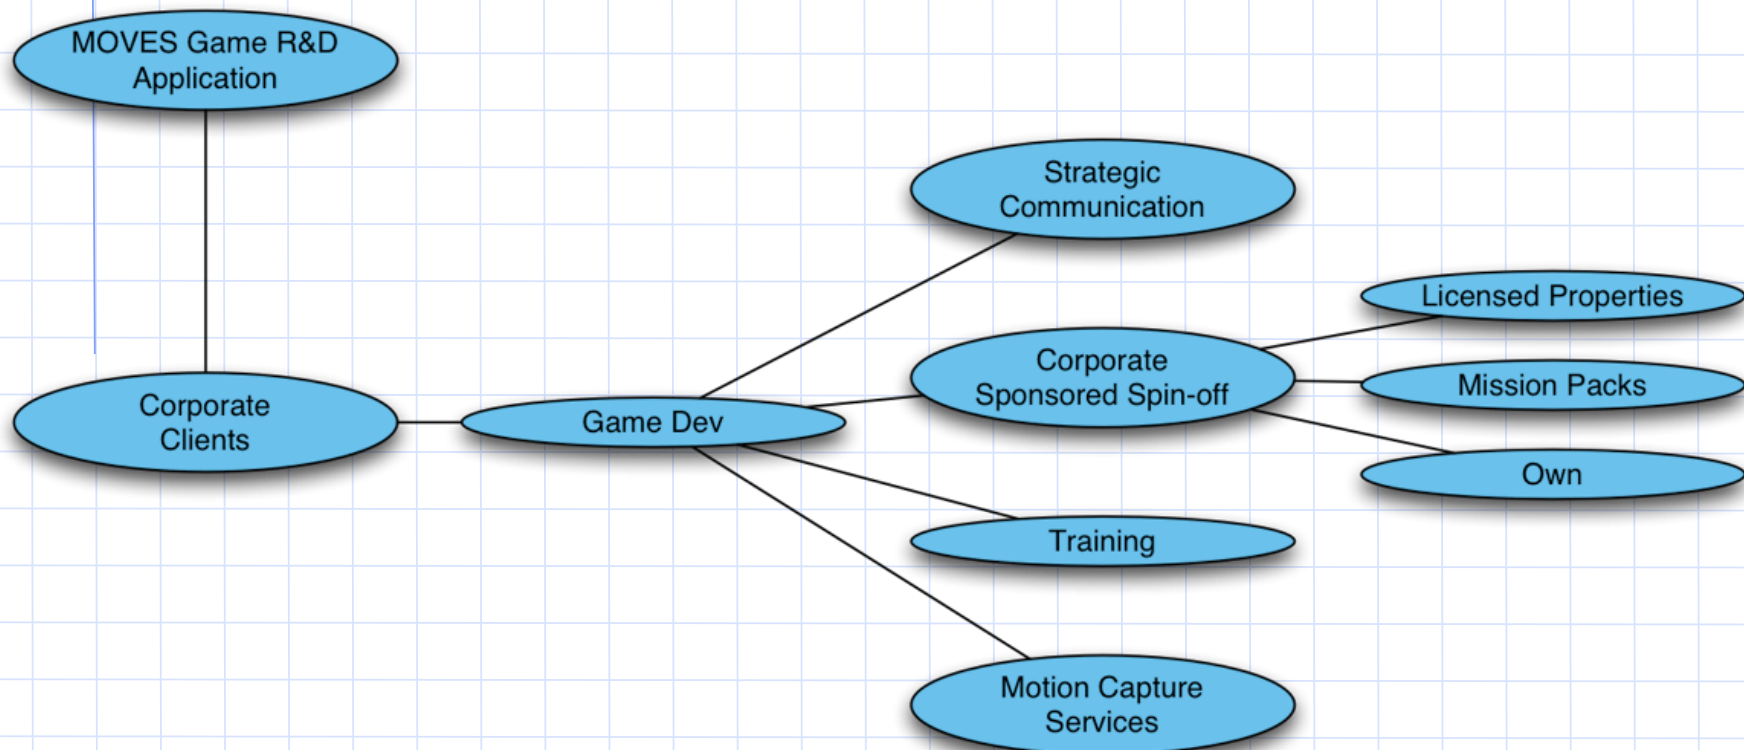 MOVES Game R&D
Application
Strategic
Communication
Licensed Properties
Corporate
Sponsored Spin-off
Mission Packs
Corporate
Clients
Game Dev
Own
Training
Motion Capture
Services